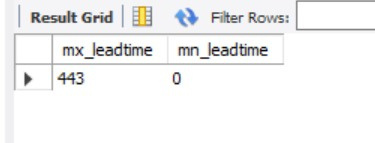 Result Grid Filter Rows:
mx_leadtime mn_leadtime
443 0